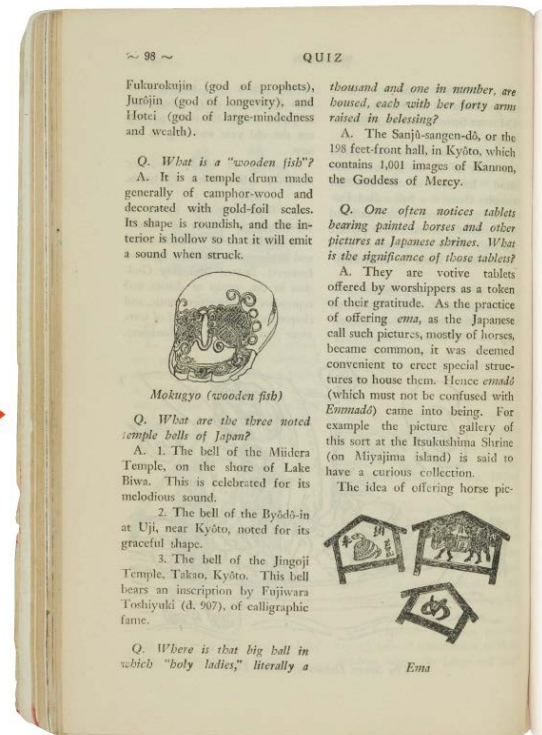 ~ 98 ~
QUIZ
Fukurokujin (god of prophets),
Jurôjin (god of longevity), and
Hotei (god of large-mindedness
and wealth).
Q. What is a "wooden fish"?
A. It is a temple drum made
generally of camphor-wood and
decorated with gold-foil scales.
Its shape is roundish, and the in-
terior is hollow so that it will emit
a sound when struck.
Mokugyo (wooden fish)
Q. What are the three noted
temple bells of Japan?
A. 1. The bell of the Miidera
Temple, on the shore of Lake
Biwa. This is celebrated for its
melodious sound.
2. The bell of the Byôdô-in
at Uji, near Kyôto, noted for its
graceful shape.
3. The bell of the Jingoji
Temple, Takao, Kyôto. This bell
bears an inscription by Fujiwara
Toshiyuki (d. 907), of calligraphic
fame.
Q. Where is that big hall in
which "holy ladies," literally a
thousand and one in number, are
housed, each with her forty arms
raised in belessing?
A. The Sanjû-sangen-dô, or the
198 feet-front hall, in Kyôto, which
contains 1,001 images of Kannon,
the Goddess of Mercy.
Q. One often notices tablets
bearing painted horses and other
pictures at Japanese shrines. What
is the significance of those tablets?
A. They are votive tablets
offered by worshippers as a token
of their gratitude. As the practice
of offering ema, as the Japanese
call such pictures, mostly of horses,
became common, it was deemed
convenient to erect special struc-
tures to house them. Hence emadô
(which must not be confused with
Emmadô) came into being. For
example the picture gallery of
this sort at the Itsukushima Shrine
(on Miyajima island) is said to
have a curious collection.
The idea of offering horse pic-
め
Ema